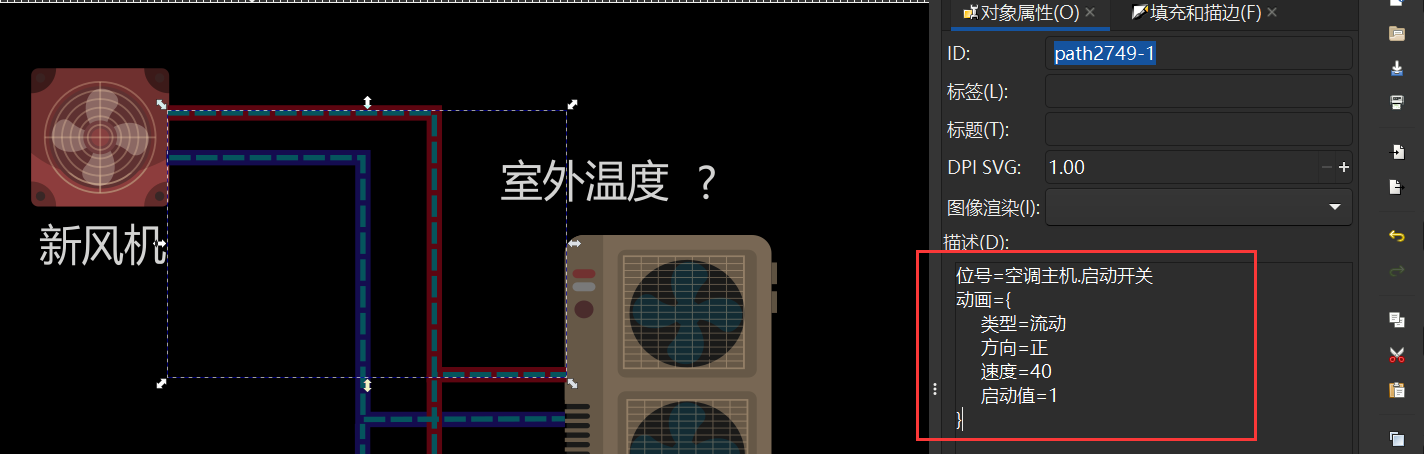 对象属性(O) ×
填充和描边(F) ×
ID: path2749-1
标签(L):
标题(T):
DPI SVG: 1.00
图像渲染(I):
描述(D):
位号=空调主机.启动开关
动画={
类型=流动
方向=正
速度=40
启动值=1
}
室外温度 ?
新风机